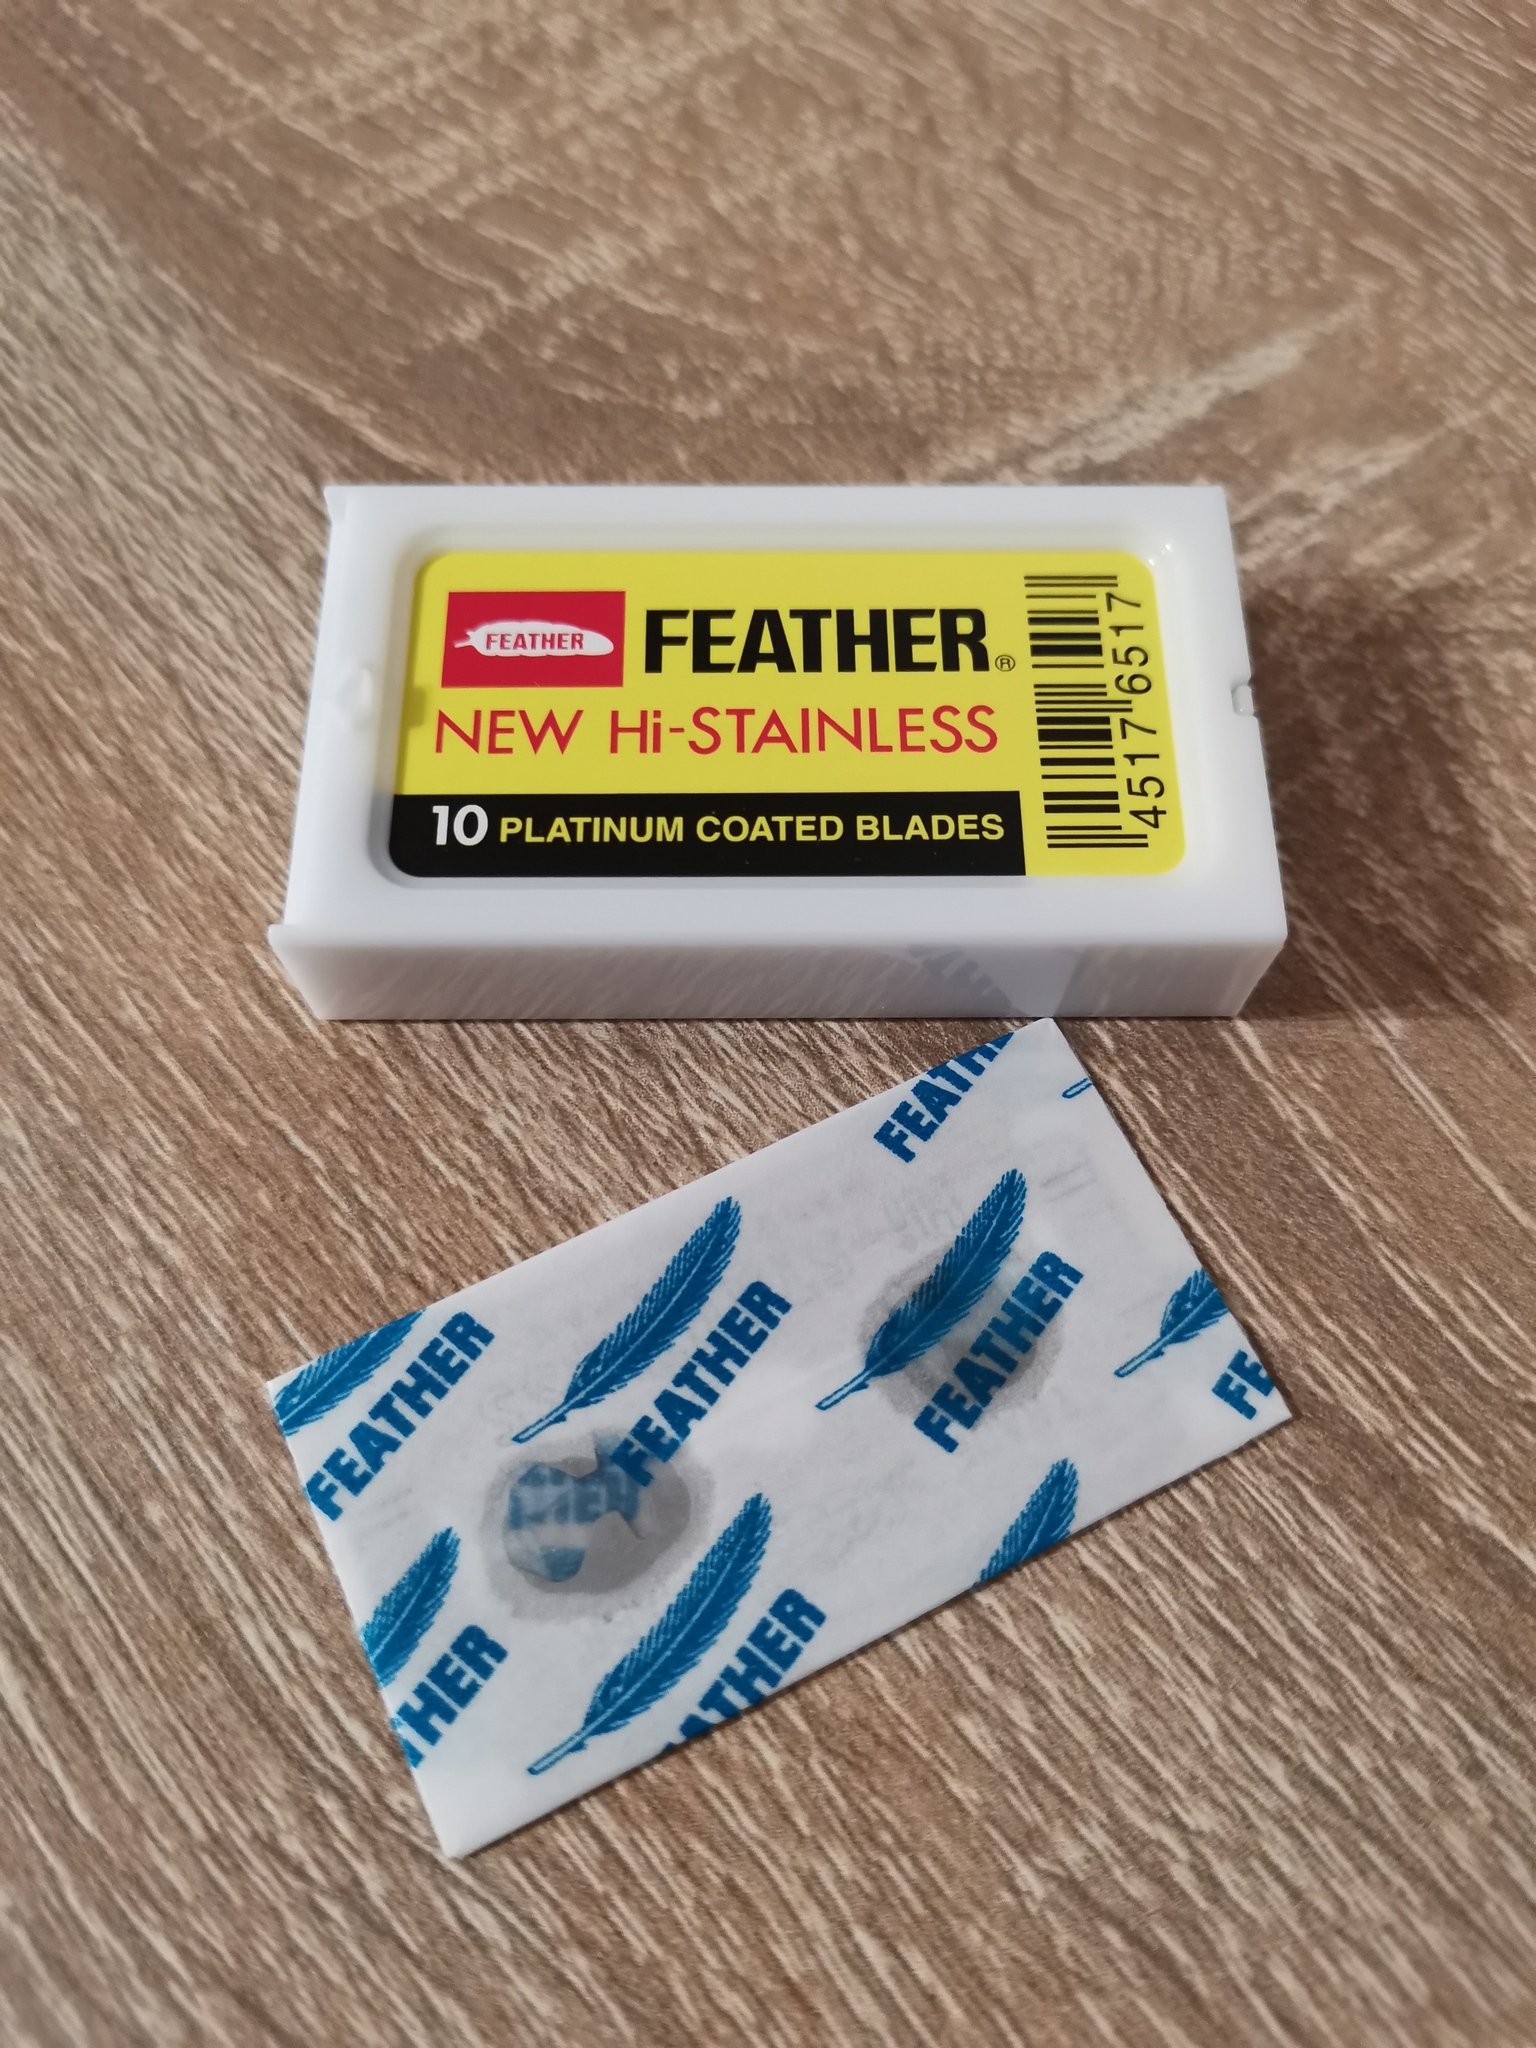 FEATHER
FEATHER®
NEW Hi-STAINLESS
10 PLATINUM COATED BLADES
4517 6517
FEATHER
FEATHER
FEATHER
FEATHER